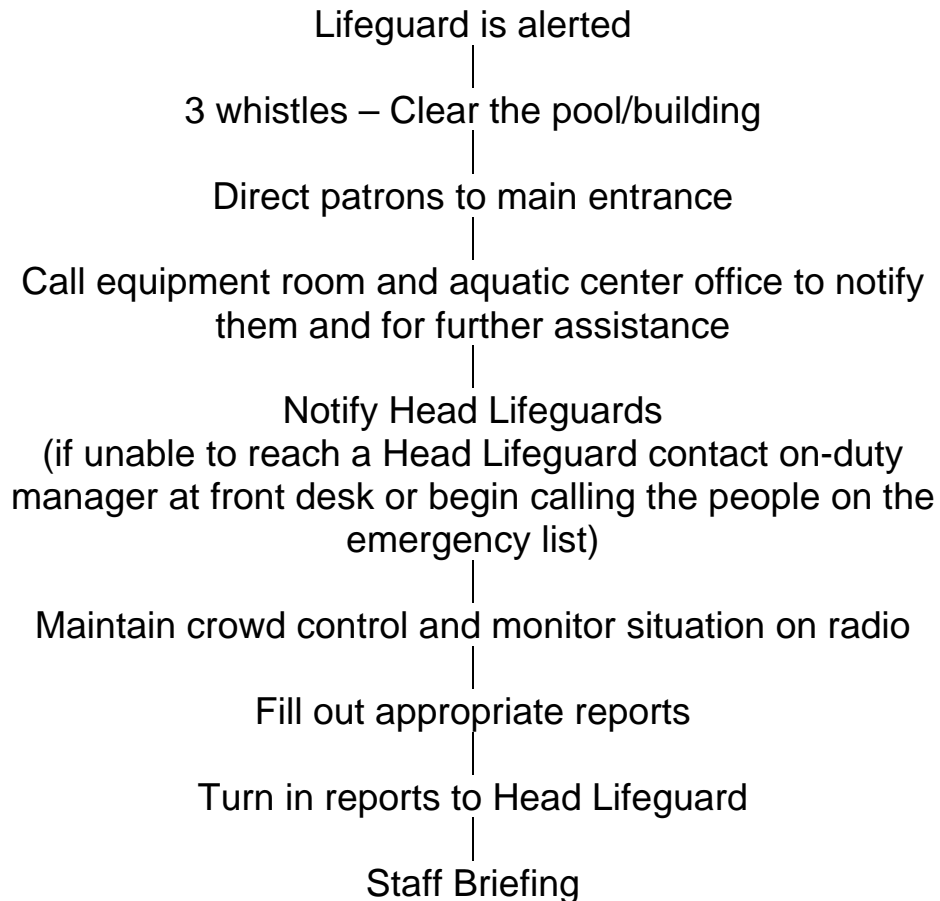 Lifeguard is alerted
3 whistles – Clear the pool/building
Direct patrons to main entrance
Call equipment room and aquatic center office to notify
them and for further assistance
Notify Head Lifeguards
(if unable to reach a Head Lifeguard contact on-duty
manager at front desk or begin calling the people on the
emergency list)
Maintain crowd control and monitor situation on radio
Fill out appropriate reports
Turn in reports to Head Lifeguard
Staff Briefing